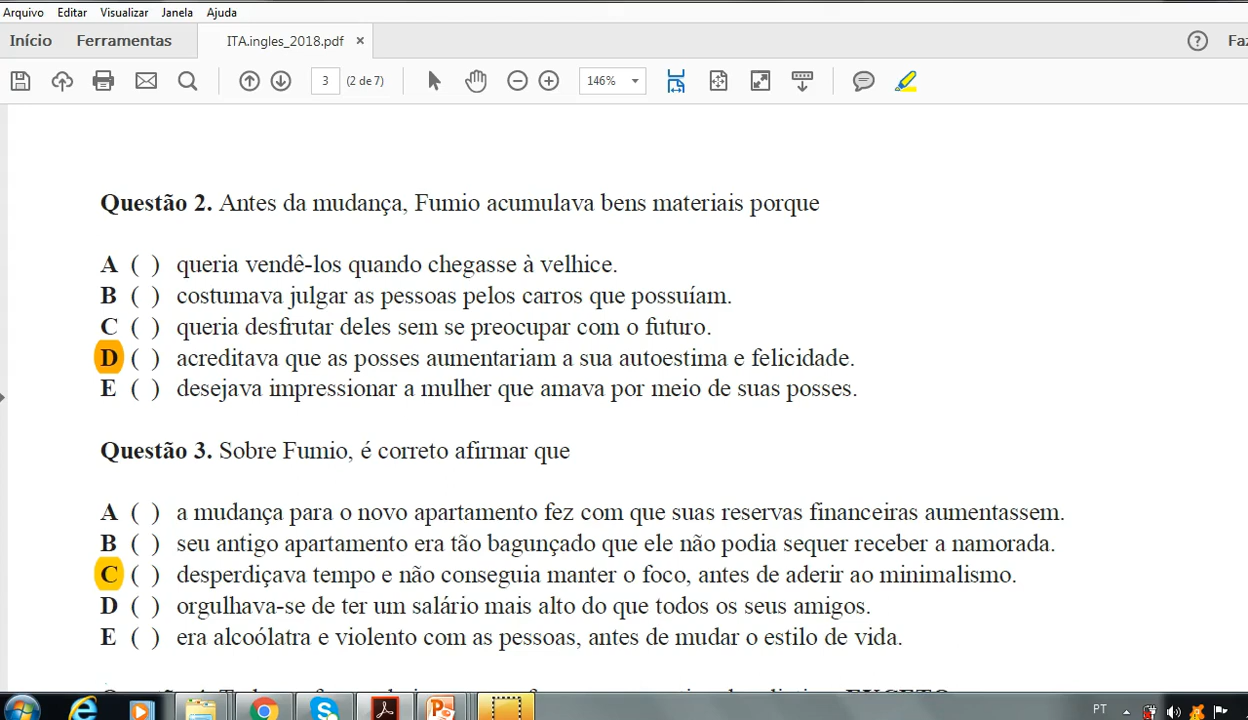 Arquivo Editar Visualizar Janela Ajuda
Início Ferramentas ITA.ingles_2018.pdf ×
3 (2 de 7) 146% ?
Questão 2. Antes da mudança, Fumio acumulava bens materiais porque
A ( ) queria vendê-los quando chegasse à velhice.
B ( ) costumava julgar as pessoas pelos carros que possuíam.
C ( ) queria desfrutar deles sem se preocupar com o futuro.
D ( ) acreditava que as posses aumentariam a sua autoestima e felicidade.
E ( ) desejava impressionar a mulher que amava por meio de suas posses.
Questão 3. Sobre Fumio, é correto afirmar que
A ( ) a mudança para o novo apartamento fez com que suas reservas financeiras aumentassem.
B ( ) seu antigo apartamento era tão bagunçado que ele não podia sequer receber a namorada.
C ( ) desperdiçava tempo e não conseguia manter o foco, antes de aderir ao minimalismo.
D ( ) orgulhava-se de ter um salário mais alto do que todos os seus amigos.
E ( ) era alcoólatra e violento com as pessoas, antes de mudar o estilo de vida.
EXCETO
PT